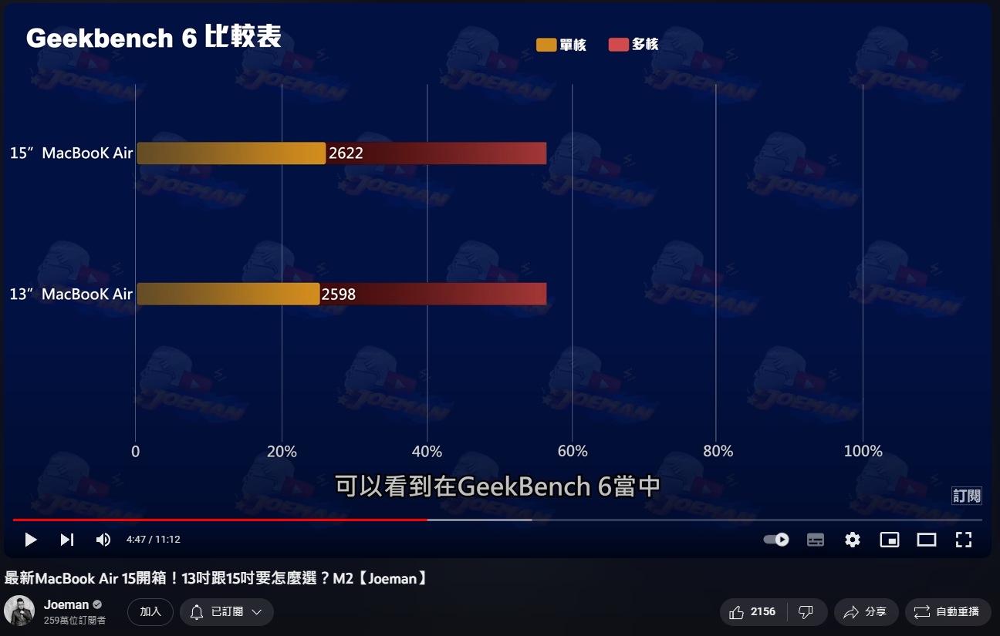 Geekbench 6 比較表
單核 多核
15” MacBooK Air 2622
13” MacBooK Air 2598
0 20% 40% 60% 80% 100%
可以看到在GeekBench 6當中
訂閱
4:47 / 11:12
最新MacBook Air 15開箱！13吋跟15吋要怎麼選？M2【Joeman】
Joeman
259萬位訂閱者
加入
已訂閱
2156
分享
自動重播
JOEMAN